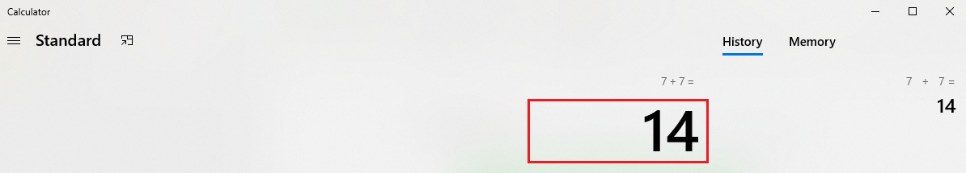 Calculator
Standard
History Memory
7 + 7 =
14
7 + 7 =
14